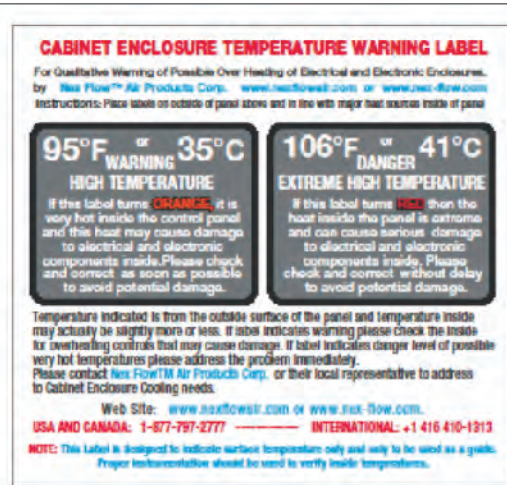 CABINET ENCLOSURE TEMPERATURE WARNING LABEL
For Qualitative Warning of Possible Over Heating of Electrical and Electronic Enclosures.
by Nex Flow™ Air Products Corp. www.nexflowair.com or www.nex-flow.com
Instructions: Place labels on outside of panel above and in line with major heat sources inside of panel
95°F or 35°C
WARNING
HIGH TEMPERATURE
If this label turns ORANGE, it is
very hot inside the control panel
and this heat may cause damage
to electrical and electronic
components inside.Please check
and correct as soon as possible
to avoid potential damage.
106°F or 41°C
DANGER
EXTREME HIGH TEMPERATURE
If this label turns RED then the
heat inside the panel is extreme
and can cause serious damage
to electrical and electronic
components inside. Please
check and correct without delay
to avoid potential damage.
Temperature indicated is from the outside surface of the panel and temperature inside
may actually be slightly more or less. If label indicates warning please check the inside
for overheating controls that may cause damage. If label indicates danger level of possible
very hot temperatures please address the problem immediately.
Please contact Nex FlowTM Air Products Corp. or their local representative to address
to Cabinet Enclosure Cooling needs.
Web Site: www.nexflowair.com or www.nex-flow.com.
USA AND CANADA: 1-877-797-2777 ———— INTERNATIONAL: +1 416 410-1313
NOTE: This Label is designed to indicate surface temperature only and only to be used as a guide.
Proper instrumentation should be used to verify inside temperatures.